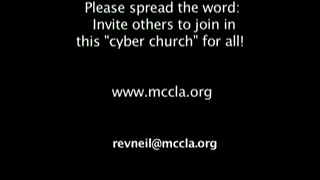 Please spread the word:
Invite others to join in
this "cyber church" for all!
www.mccla.org
revneil@mccla.org